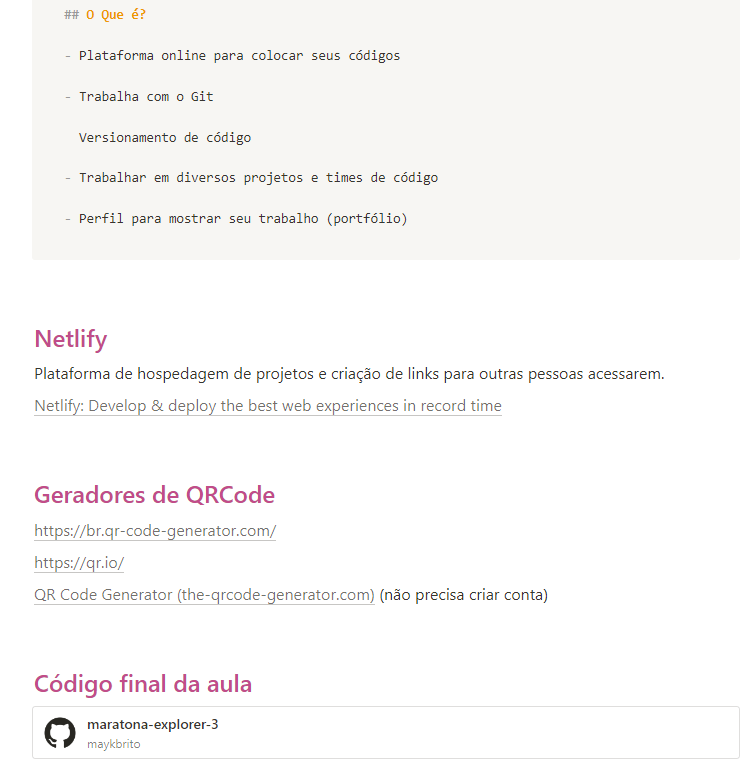 ## O Que é?
- Plataforma online para colocar seus códigos
- Trabalha com o Git
Versionamento de código
- Trabalhar em diversos projetos e times de código
- Perfil para mostrar seu trabalho (portfólio)
Netlify
Plataforma de hospedagem de projetos e criação de links para outras pessoas acessarem.
Netlify: Develop & deploy the best web experiences in record time
Geradores de QRCode
https://br.qr-code-generator.com/
https://qr.io/
QR Code Generator (the-qrcode-generator.com) (não precisa criar conta)
Código final da aula
maratona-explorer-3
maykbrito